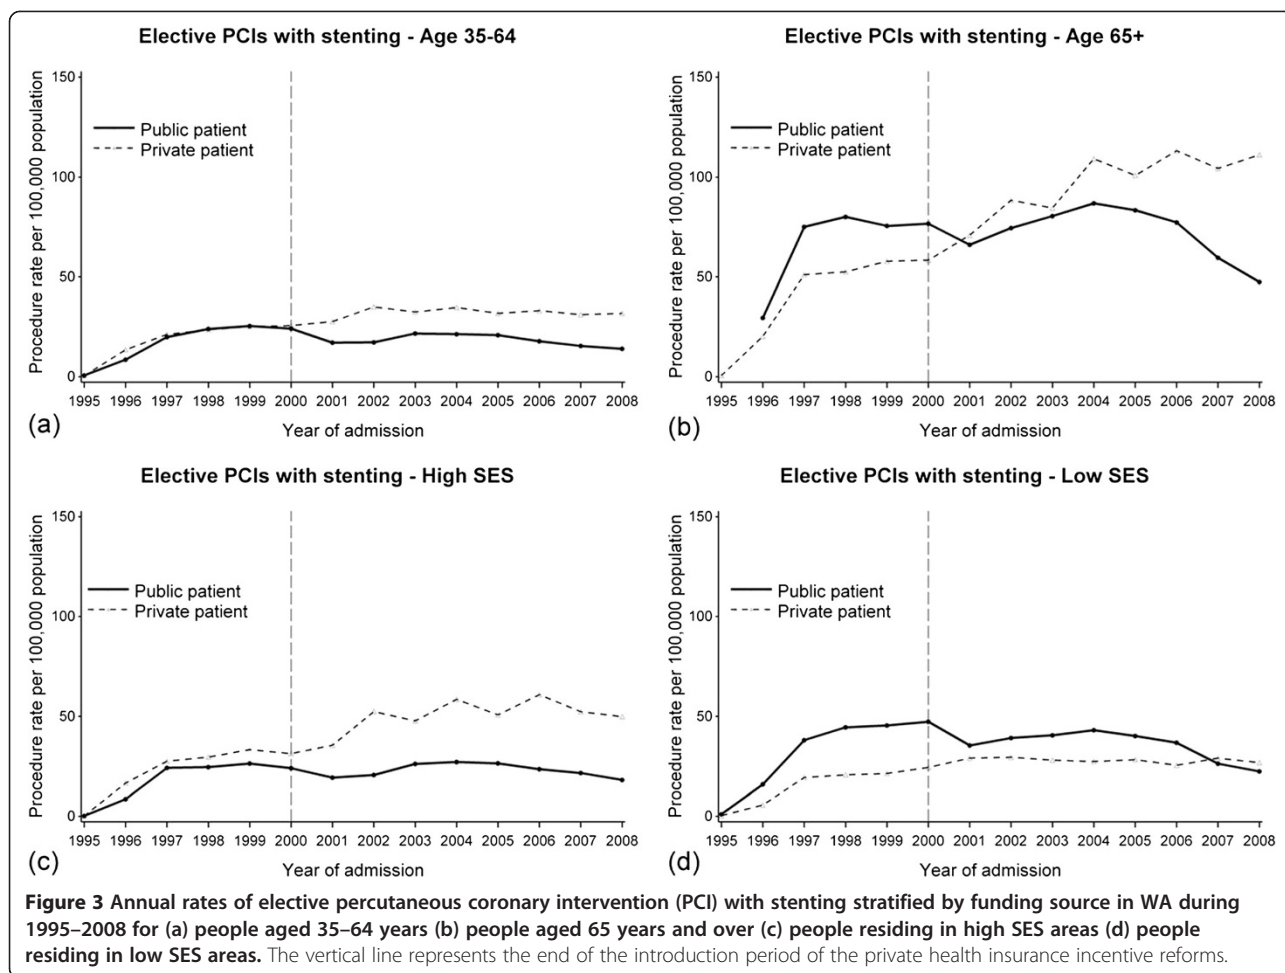 Elective PCIs with stenting - Age 35-64
Procedure rate per 100,000 population
150
100
50
0
Public patient
Private patient
1995 1996 1997 1998 1999 2000 2001 2002 2003 2004 2005 2006 2007 2008
Year of admission
(a)
Elective PCIs with stenting - Age 65+
Procedure rate per 100,000 population
150
100
50
0
Public patient
Private patient
1995 1996 1997 1998 1999 2000 2001 2002 2003 2004 2005 2006 2007 2008
Year of admission
(b)
Elective PCIs with stenting - High SES
Procedure rate per 100,000 population
150
100
50
0
Public patient
Private patient
1995 1996 1997 1998 1999 2000 2001 2002 2003 2004 2005 2006 2007 2008
Year of admission
(c)
Elective PCIs with stenting - Low SES
Procedure rate per 100,000 population
150
100
50
0
Public patient
Private patient
1995 1996 1997 1998 1999 2000 2001 2002 2003 2004 2005 2006 2007 2008
Year of admission
(d)
Figure 3 Annual rates of elective percutaneous coronary intervention (PCI) with stenting stratified by funding source in WA during
1995–2008 for (a) people aged 35–64 years (b) people aged 65 years and over (c) people residing in high SES areas (d) people
residing in low SES areas. The vertical line represents the end of the introduction period of the private health insurance incentive reforms.